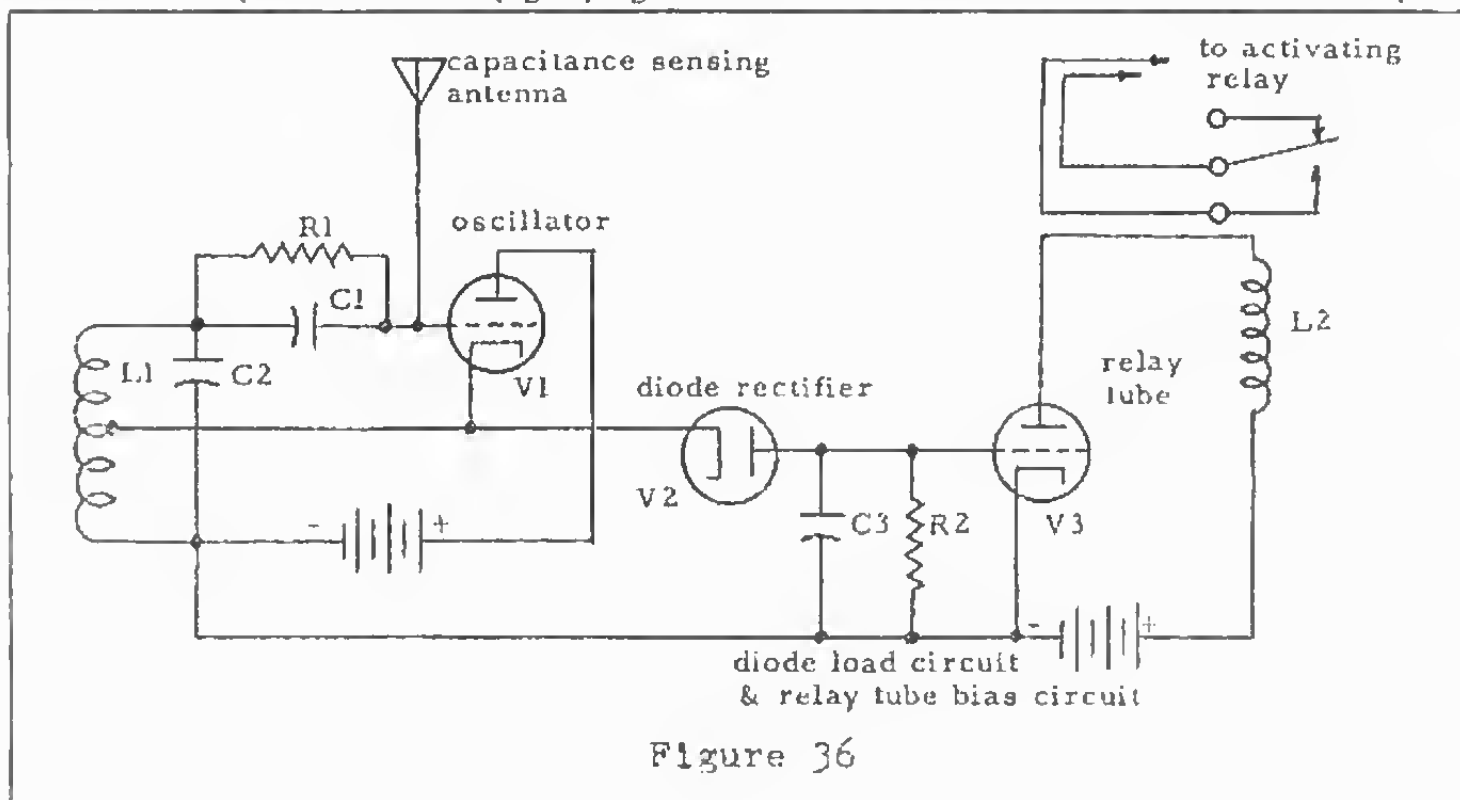 capacitance sensing
antenna
to activating
relay
oscillator
R1
C1
L1
C2
V1
L2
relay
tube
diode rectifier
V2
C3
R2
V3
- +
- +
diode load circuit
& relay tube bias circuit
Figure 36